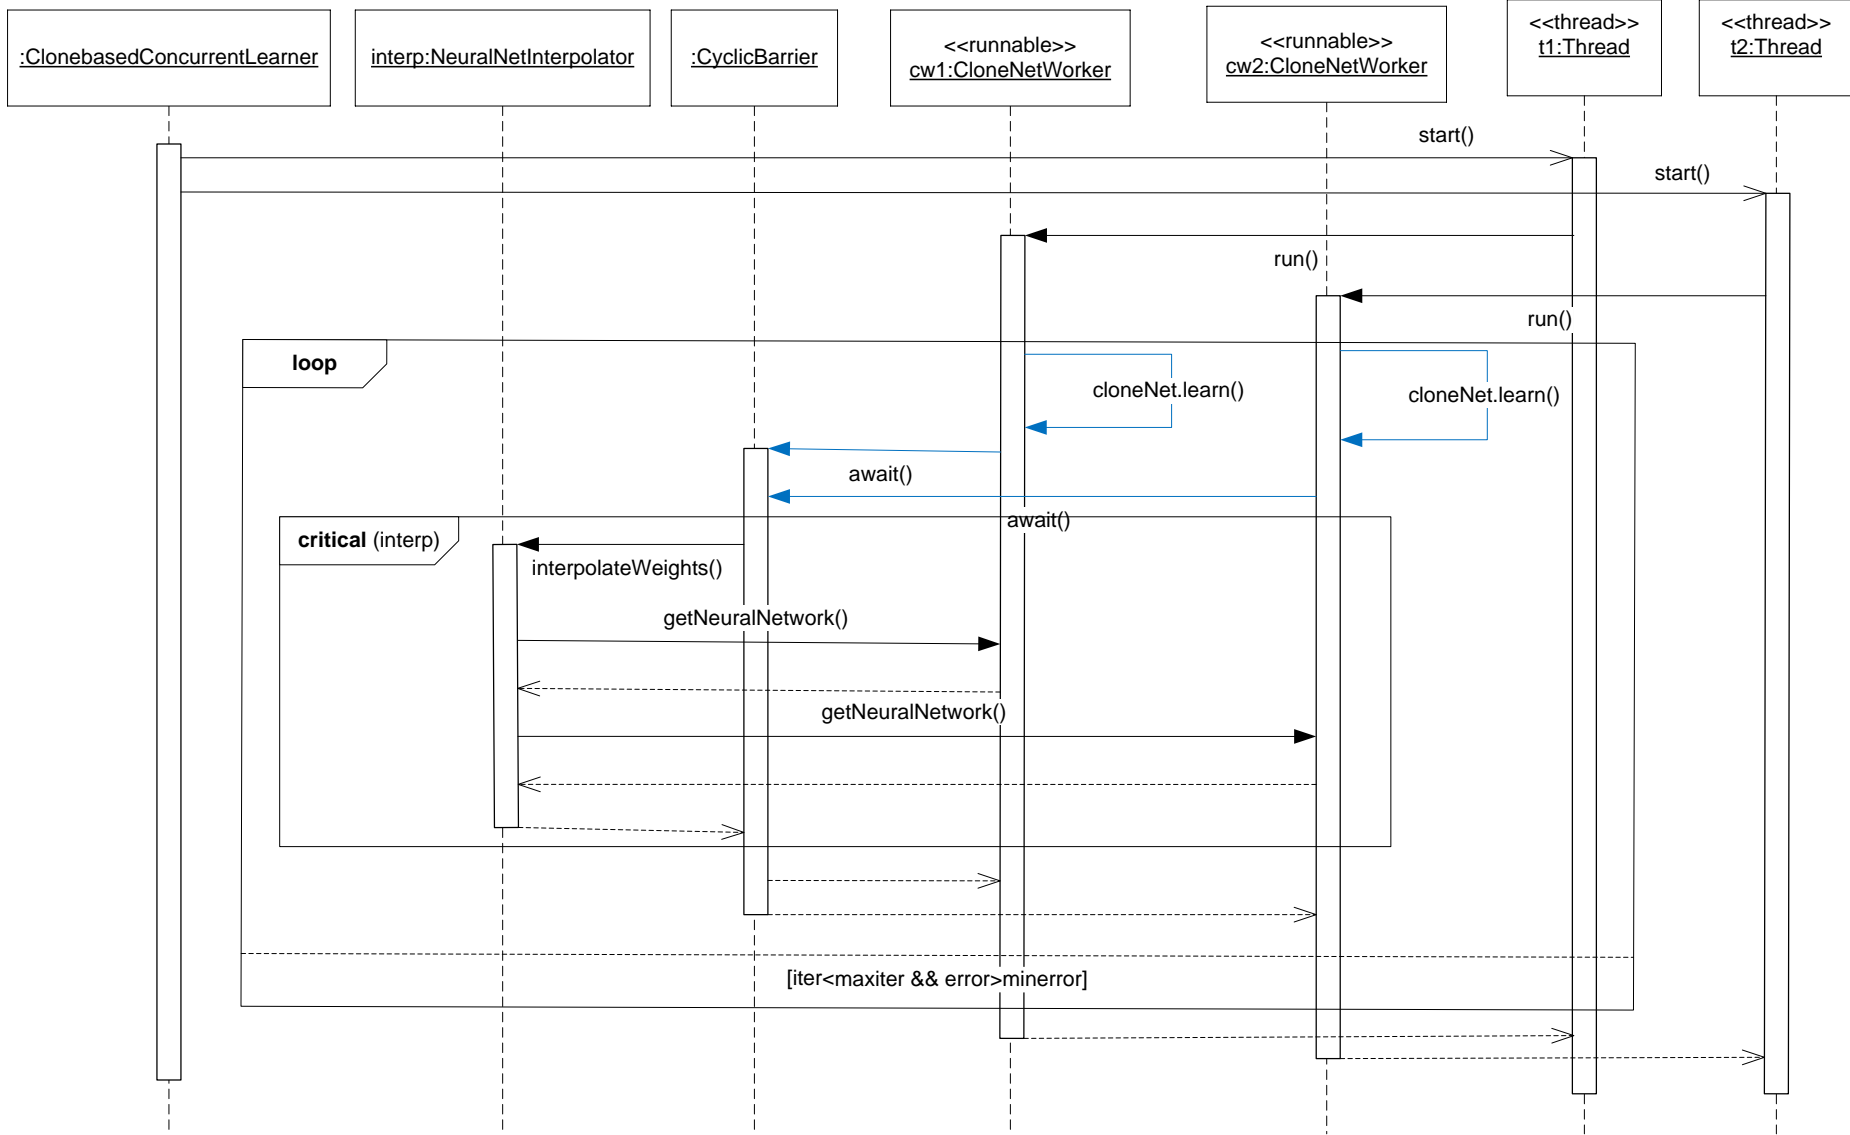 :ClonebasedConcurrentLearner
interp:NeuralNetInterpolator
:CyclicBarrier
<<runnable>>
cw1:CloneNetWorker
<<runnable>>
cw2:CloneNetWorker
<<thread>>
t1:Thread
<<thread>>
t2:Thread
start()
start()
run()
run()
loop
cloneNet.learn()
cloneNet.learn()
await()
await()
critical (interp)
interpolateWeights()
getNeuralNetwork()
getNeuralNetwork()
[iter<maxiter && error>minerror]